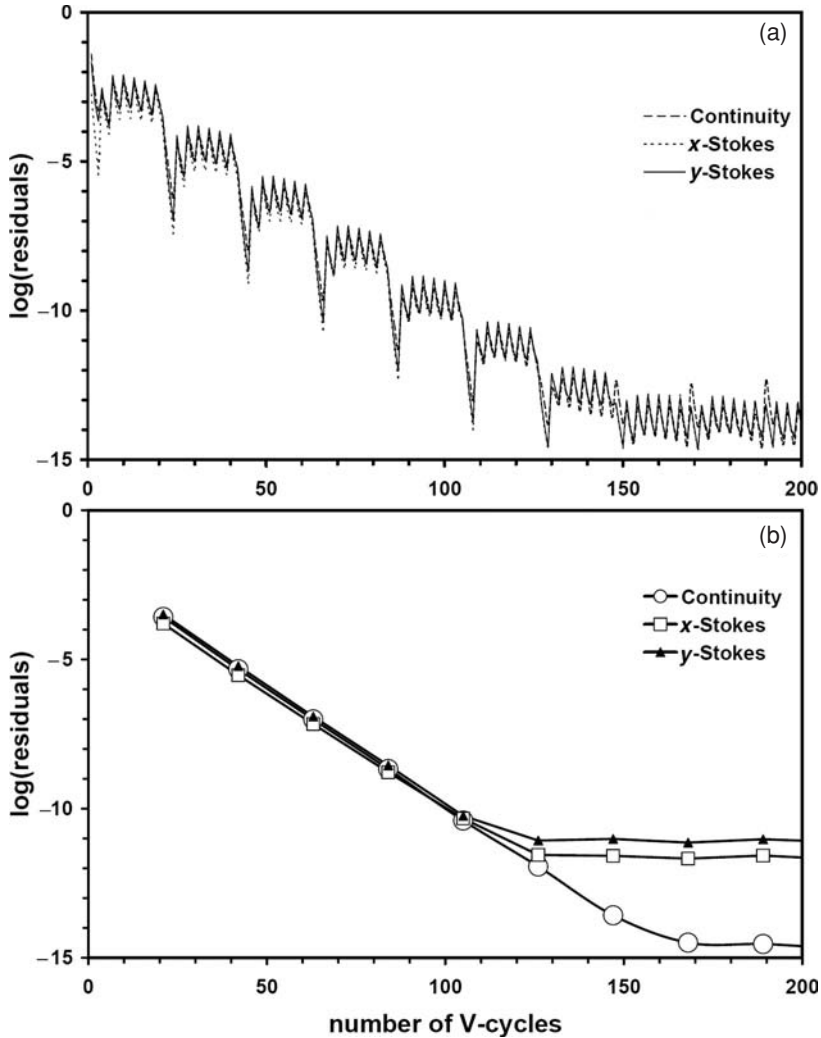 (a)
log(residuals)
0
−5
−10
−15
Continuity
x-Stokes
y-Stokes
0 50 100 150 200
(b)
log(residuals)
0
−5
−10
−15
Continuity
x-Stokes
y-Stokes
0 50 100 150 200
number of V-cycles